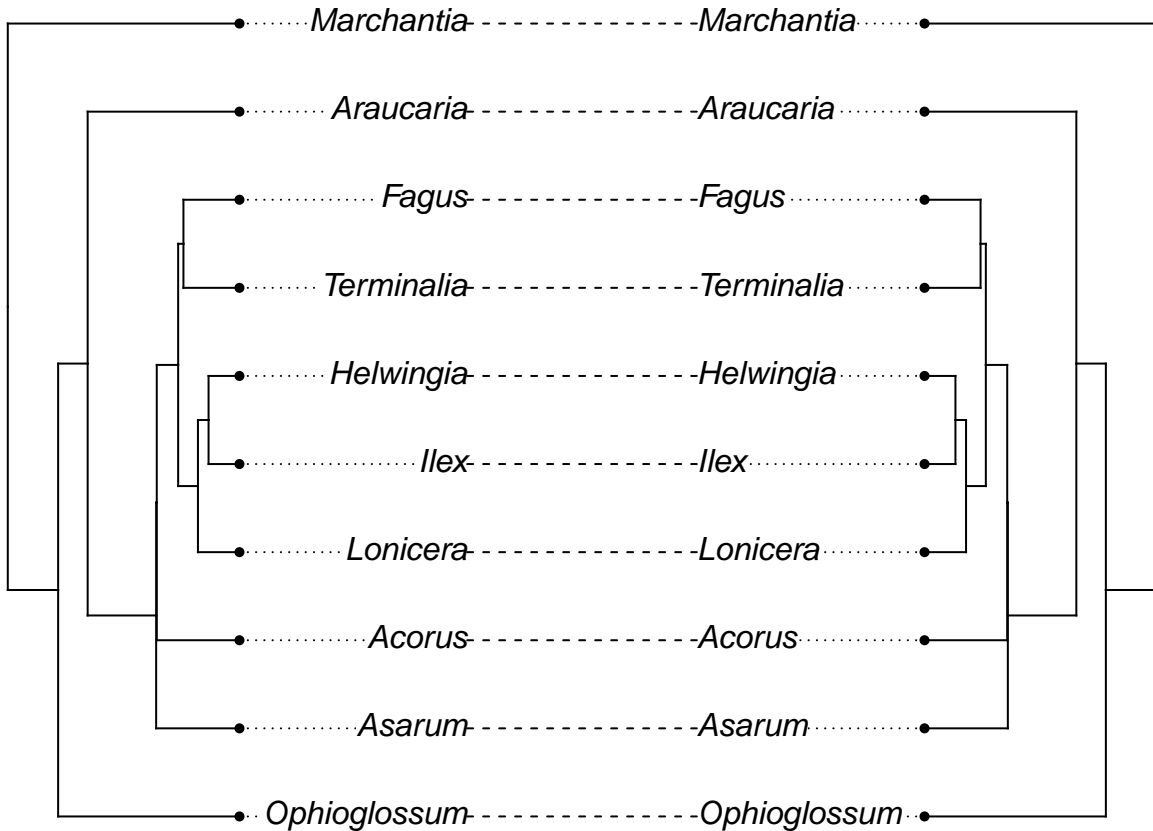 Marchantia Marchantia
Araucaria Araucaria
Fagus Fagus
Terminalia Terminalia
Helwingia Helwingia
Ilex Ilex
Lonicera Lonicera
Acorus Acorus
Asarum Asarum
Ophioglossum Ophioglossum